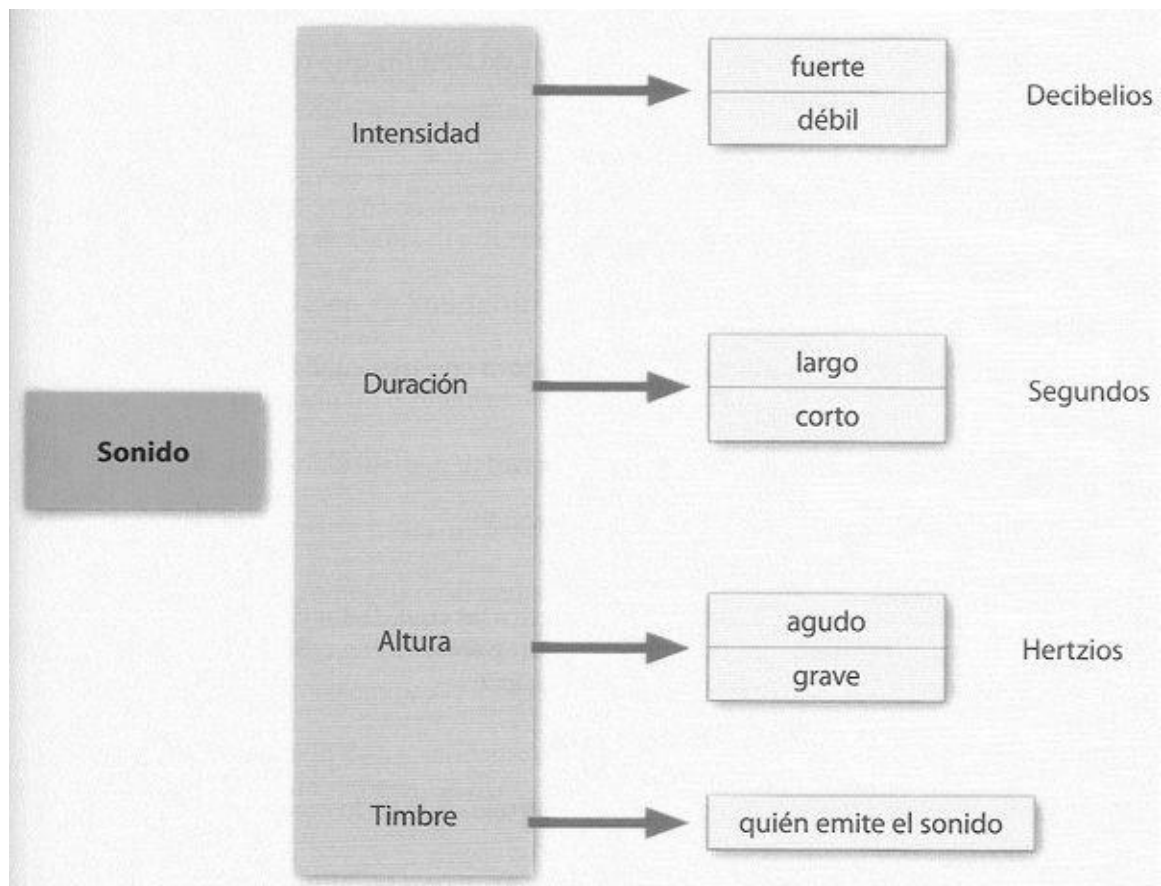 Sonido
Intensidad
fuerte
débil
Decibelios
Duración
largo
corto
Segundos
Altura
agudo
grave
Hertzios
Timbre
quién emite el sonido